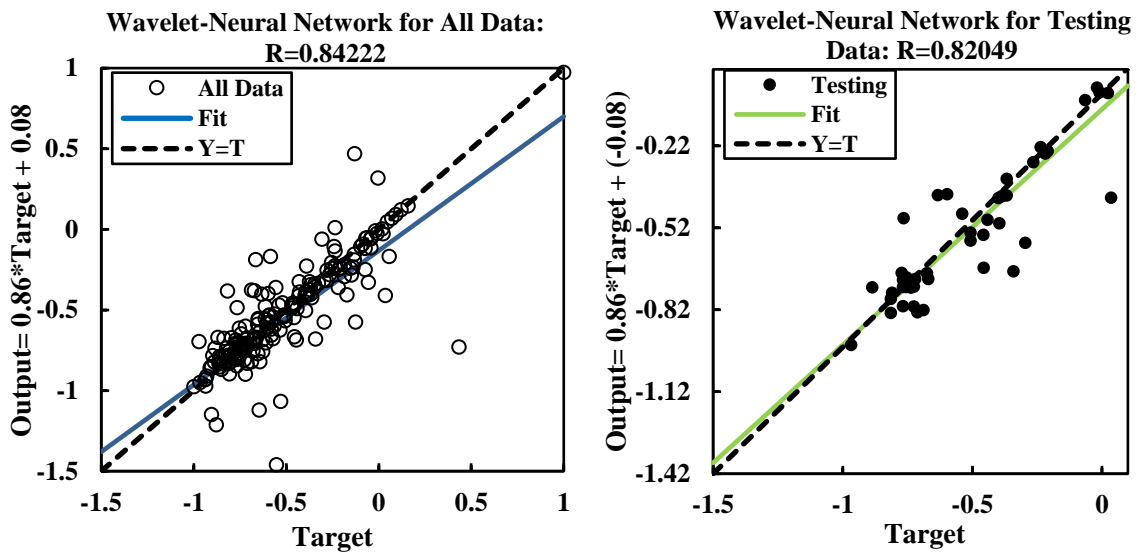 Wavelet-Neural Network for All Data:
R=0.84222
Output= 0.86*Target + 0.08
1
0.5
0
-0.5
-1
-1.5
All Data
Fit
Y=T
-1.5 -1 -0.5 0 0.5 1
Target
Wavelet-Neural Network for Testing
Data: R=0.82049
Output= 0.86*Target + (-0.08)
-0.22
-0.52
-0.82
-1.12
-1.42
Testing
Fit
Y=T
-1.5 -1 -0.5 0
Target